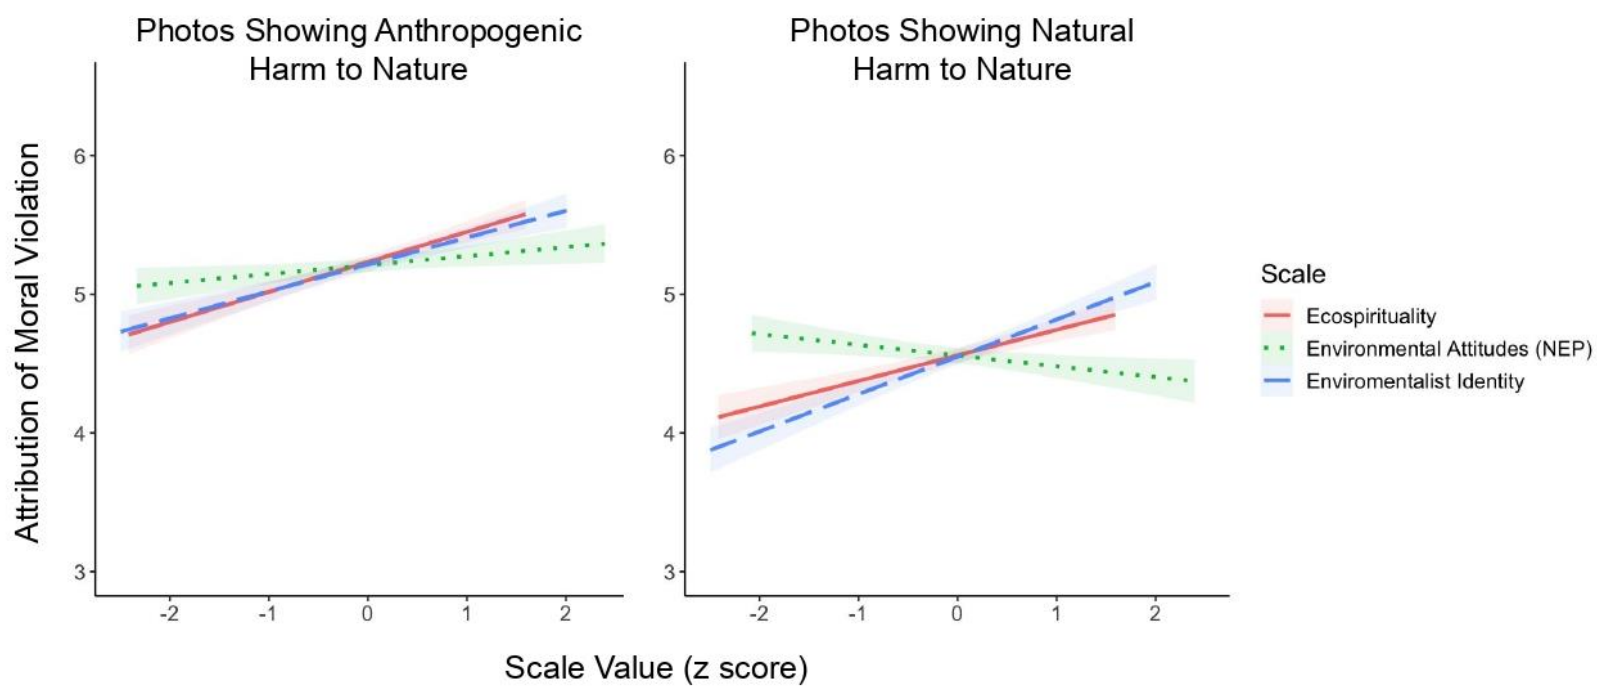 Photos Showing Anthropogenic
Harm to Nature
Photos Showing Natural
Harm to Nature
Attribution of Moral Violation
6
5
4
3
-2
-1
0
1
2
6
5
4
3
-2
-1
0
1
2
Scale Value (z score)
Scale
Ecospirituality
Environmental Attitudes (NEP)
Enviromentalist Identity